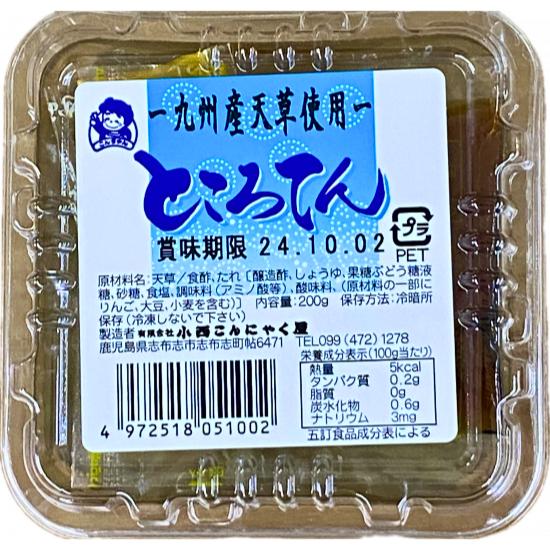 ー九州産天草使用ー
ところてん
賞味期限 24.10.02
プラ
PET
原材料名:天草／食酢、たれ〔醸造酢、しょうゆ、果糖ぶどう糖液
糖、砂糖、食塩、調味料(アミノ酸等)、酸味料、(原材料の一部に
りんご、大豆、小麦を含む)〕 内容量:200g 保存方法:冷暗所
保存(冷凍しないで下さい)
製造者 有限会社 小西こんにゃく屋
鹿児島県志布志市志布志町帖6471 TEL099(472)1278
栄養成分表示(100g当たり)
熱量 5kcal
タンパク質 0.2g
脂質 0g
炭水化物 0.6g
ナトリウム 3mg
五訂食品成分表による
4 972518 051002